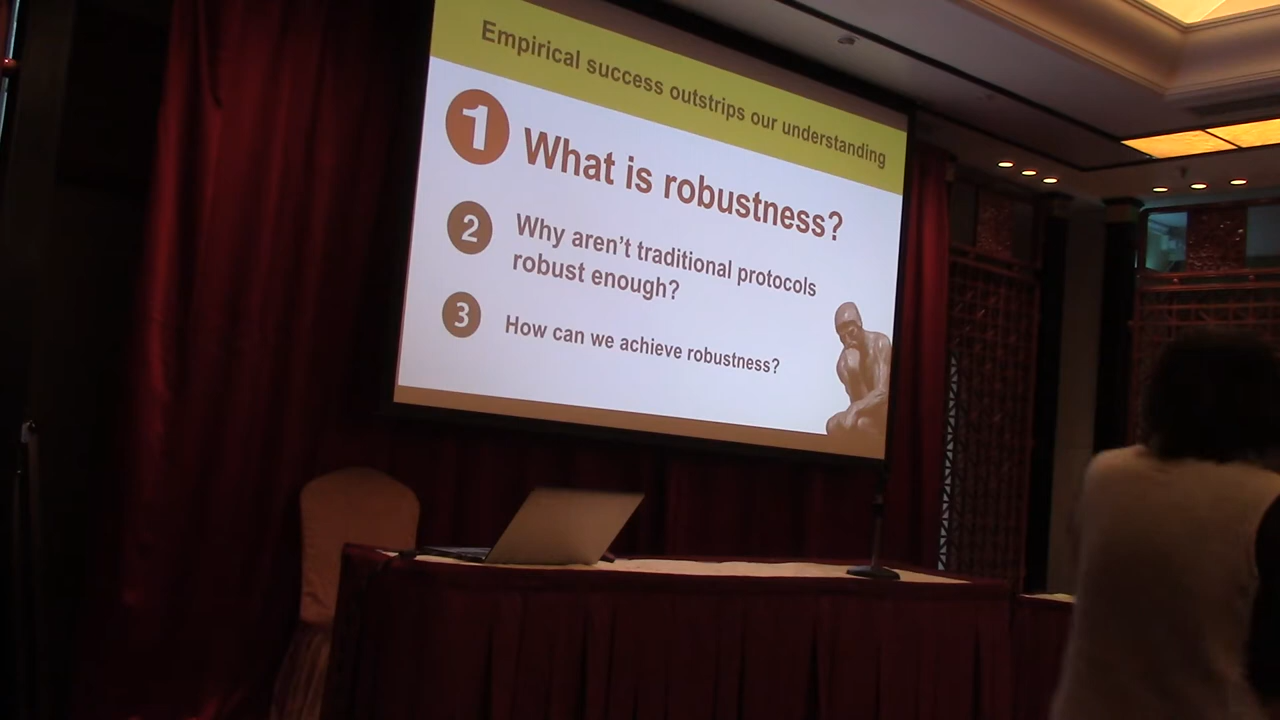 Empirical success outstrips our understanding
1 What is robustness?
2 Why aren't traditional protocols
robust enough?
3 How can we achieve robustness?